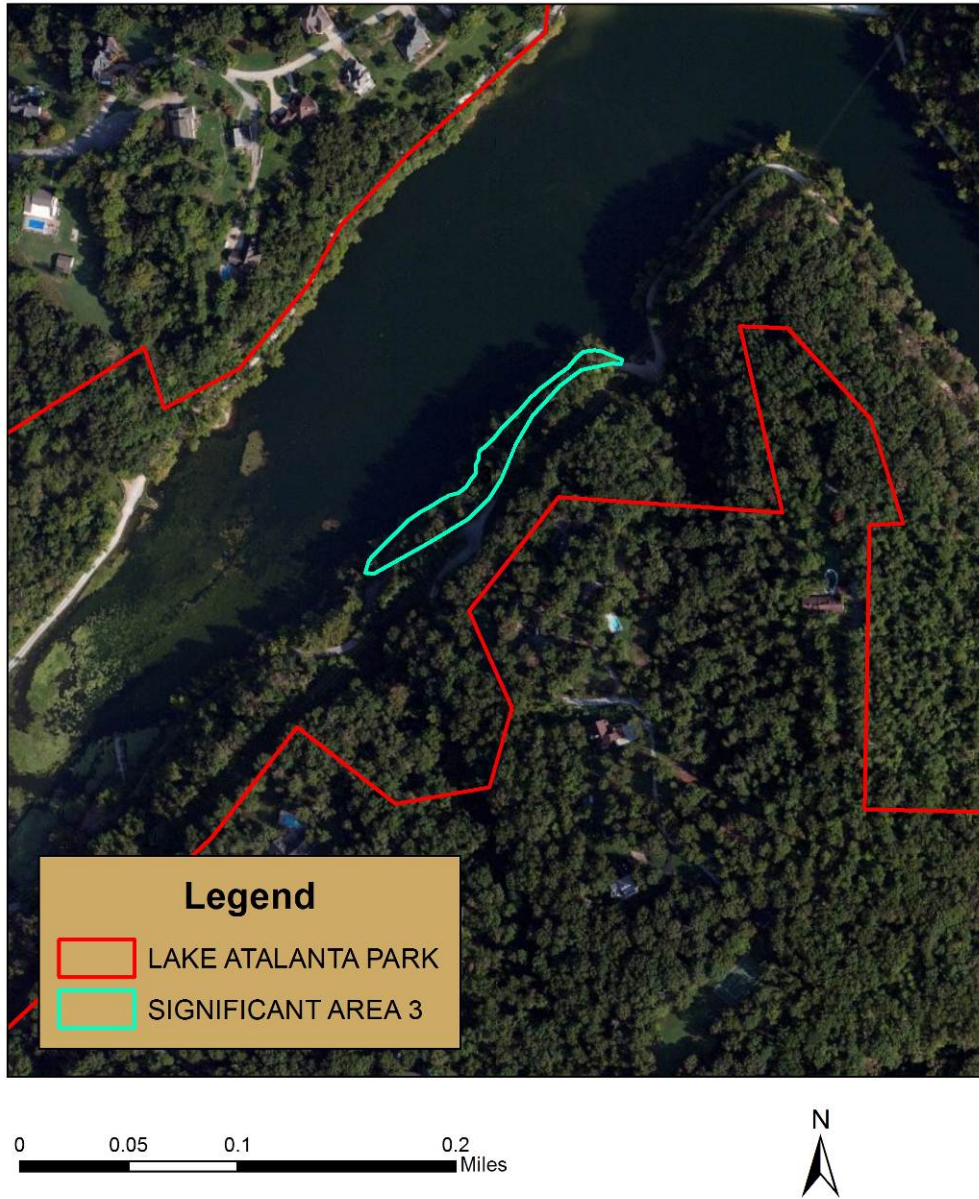 Legend
LAKE ATALANTA PARK
SIGNIFICANT AREA 3
0 0.05 0.1 0.2
Miles
N